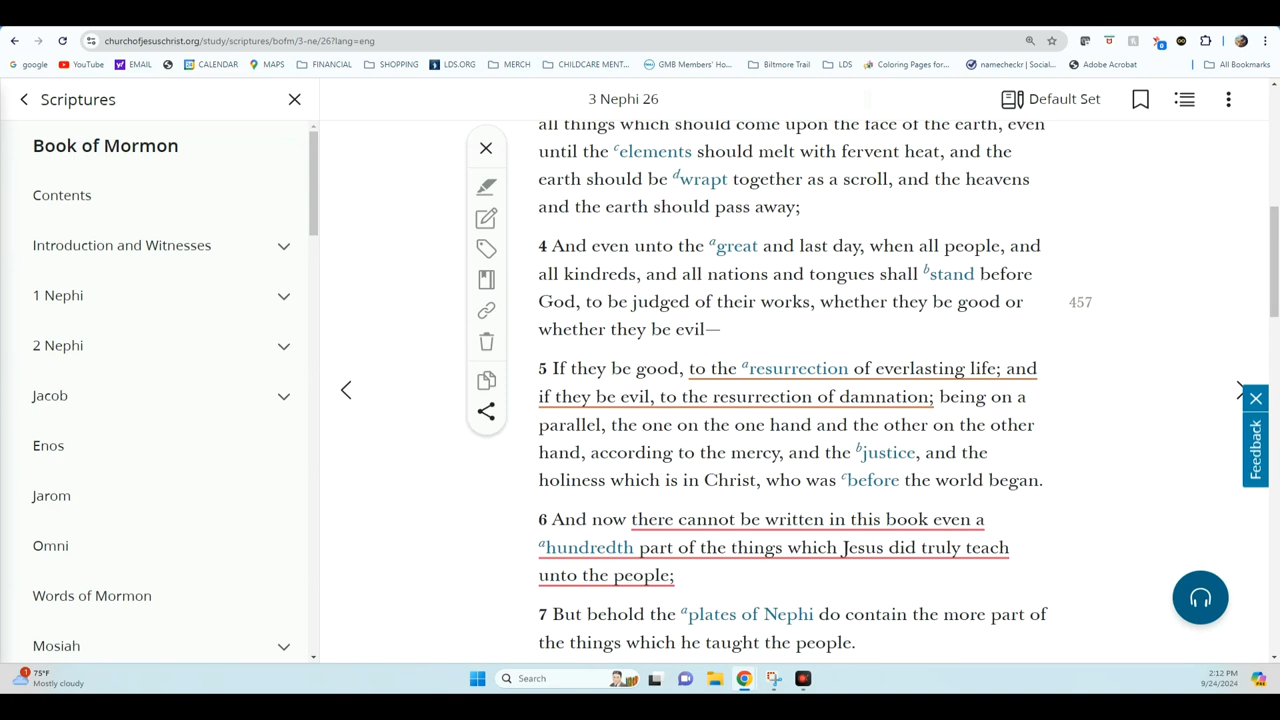 churchofjesuschrist.org/study/scriptures/bofm/3-ne/26?lang=eng
google YouTube EMAIL CALENDAR MAPS FINANCIAL SHOPPING LDS.ORG MERCH CHILDCARE MENT... GMB Members' Ho... Biltmore Trail LDS Coloring Pages for... namecheckr | Social... Adobe Acrobat All Bookmarks
Scriptures
3 Nephi 26
Default Set
Book of Mormon
Contents
Introduction and Witnesses
1 Nephi
2 Nephi
Jacob
Enos
Jarom
Omni
Words of Mormon
Mosiah
all things which should come upon the face of the earth, even
until the c elements should melt with fervent heat, and the
earth should be d wrapt together as a scroll, and the heavens
and the earth should pass away;
4 And even unto the a great and last day, when all people, and
all kindreds, and all nations and tongues shall b stand before
God, to be judged of their works, whether they be good or
457
whether they be evil—
5 If they be good, to the a resurrection of everlasting life; and
if they be evil, to the resurrection of damnation; being on a
parallel, the one on the one hand and the other on the other
hand, according to the mercy, and the b justice, and the
holiness which is in Christ, who was c before the world began.
6 And now there cannot be written in this book even a
a hundredth part of the things which Jesus did truly teach
unto the people;
7 But behold the a plates of Nephi do contain the more part of
the things which he taught the people.
Feedback
1
75°F
Mostly cloudy
Search
2:12 PM
9/24/2024